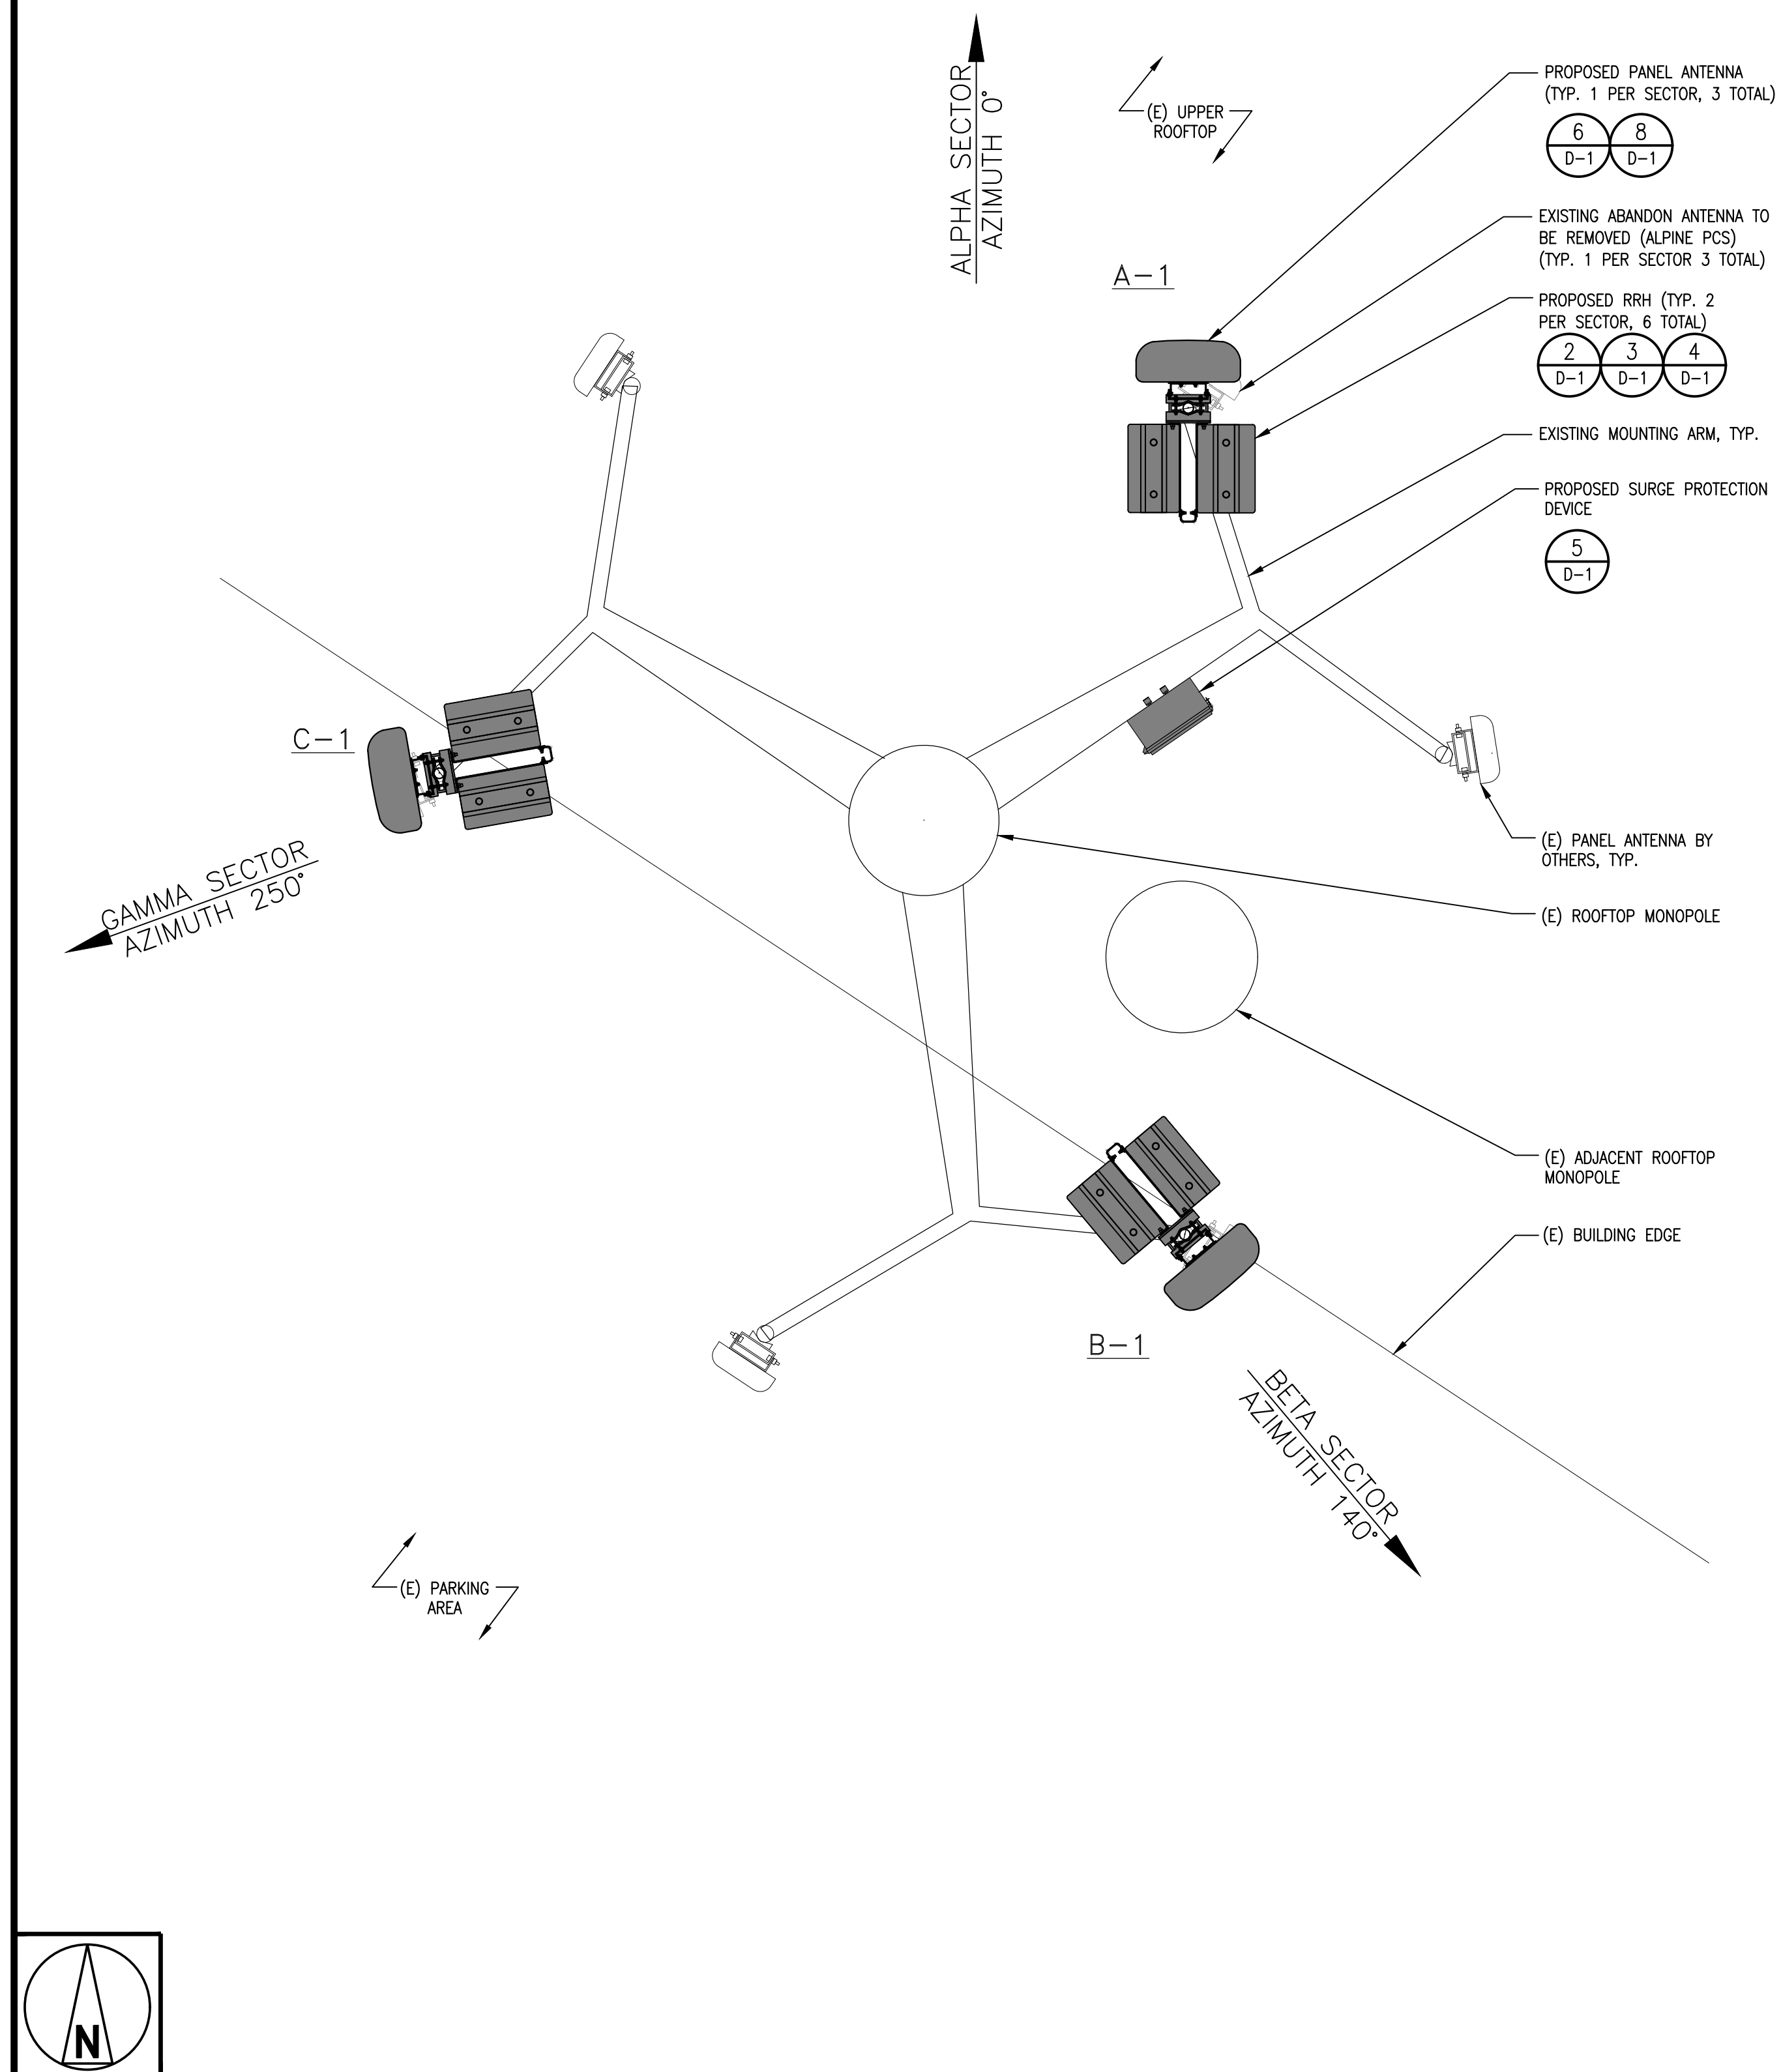 ALPHA SECTOR
AZIMUTH 0°
(E) UPPER
ROOFTOP
PROPOSED PANEL ANTENNA
(TYP. 1 PER SECTOR, 3 TOTAL)
6
D-1
8
D-1
EXISTING ABANDON ANTENNA TO
BE REMOVED (ALPINE PCS)
(TYP. 1 PER SECTOR 3 TOTAL)
A-1
PROPOSED RRH (TYP. 2
PER SECTOR, 6 TOTAL)
2
D-1
3
D-1
4
D-1
EXISTING MOUNTING ARM, TYP.
PROPOSED SURGE PROTECTION
DEVICE
5
D-1
C-1
GAMMA SECTOR
AZIMUTH 250°
(E) PANEL ANTENNA BY
OTHERS, TYP.
(E) ROOFTOP MONOPOLE
(E) ADJACENT ROOFTOP
MONOPOLE
(E) BUILDING EDGE
B-1
BETA SECTOR
AZIMUTH 140°
(E) PARKING
AREA
N